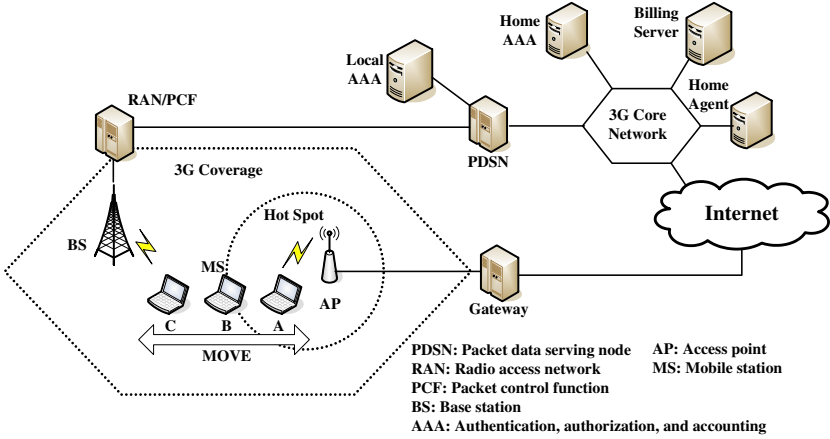 Home
AAA
Billing
Server
Local
AAA
Home
Agent
RAN/PCF
3G Core
Network
PDSN
3G Coverage
Internet
Hot Spot
BS
MS
AP
Gateway
C
B
A
MOVE
PDSN: Packet data serving node
AP: Access point
RAN: Radio access network
MS: Mobile station
PCF: Packet control function
BS: Base station
AAA: Authentication, authorization, and accounting